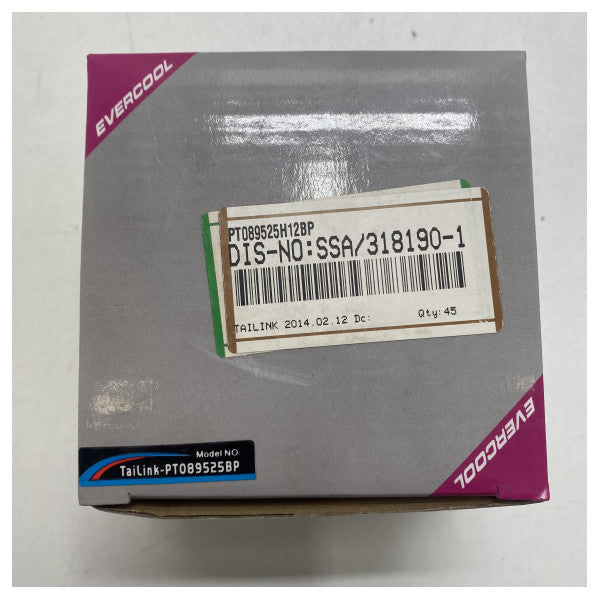 EVERCOOL
PT089525H12BP
DIS-NO:SSA/318190-1
TAILINK 2014.02.12 Dc: Qty:45
EVERCOOL
Model NO.
TaiLink-PT089525BP